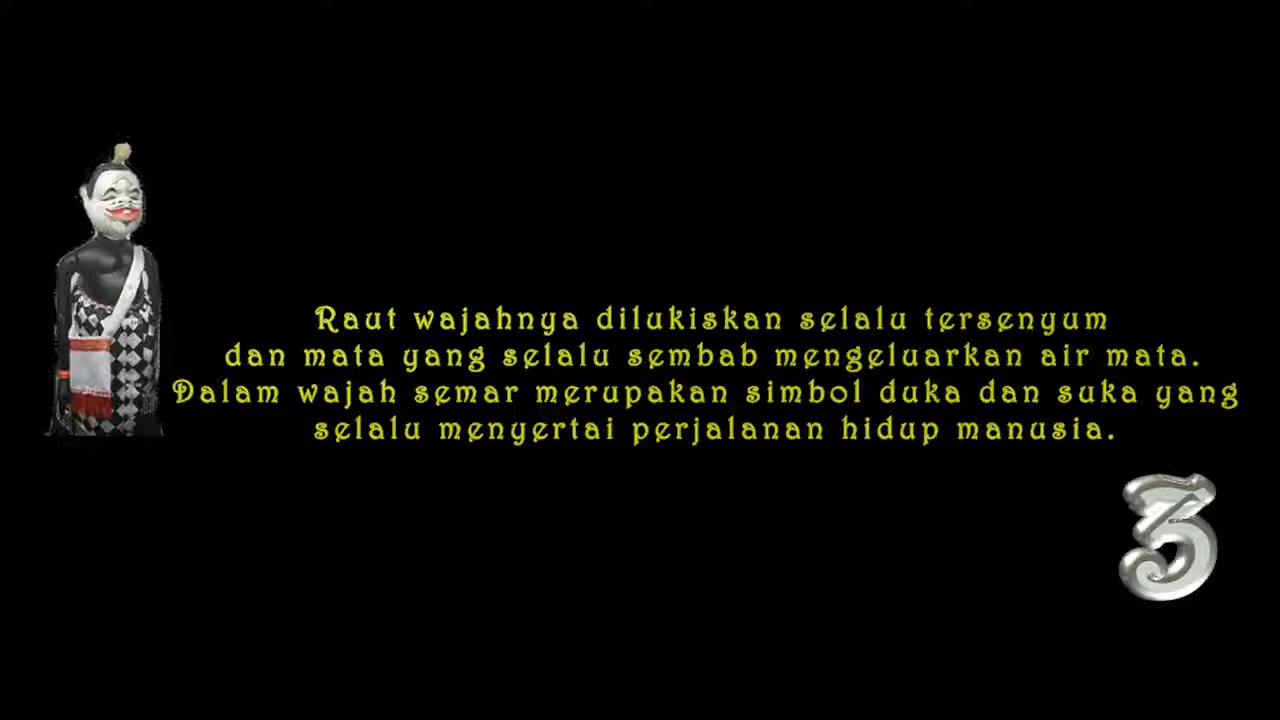 Raut wajahnya dilukiskan selalu tersenyum
dan mata yang selalu sembab mengeluarkan air mata.
Dalam wajah semar merupakan simbol duka dan suka yang
selalu menyertai perjalanan hidup manusia.
3